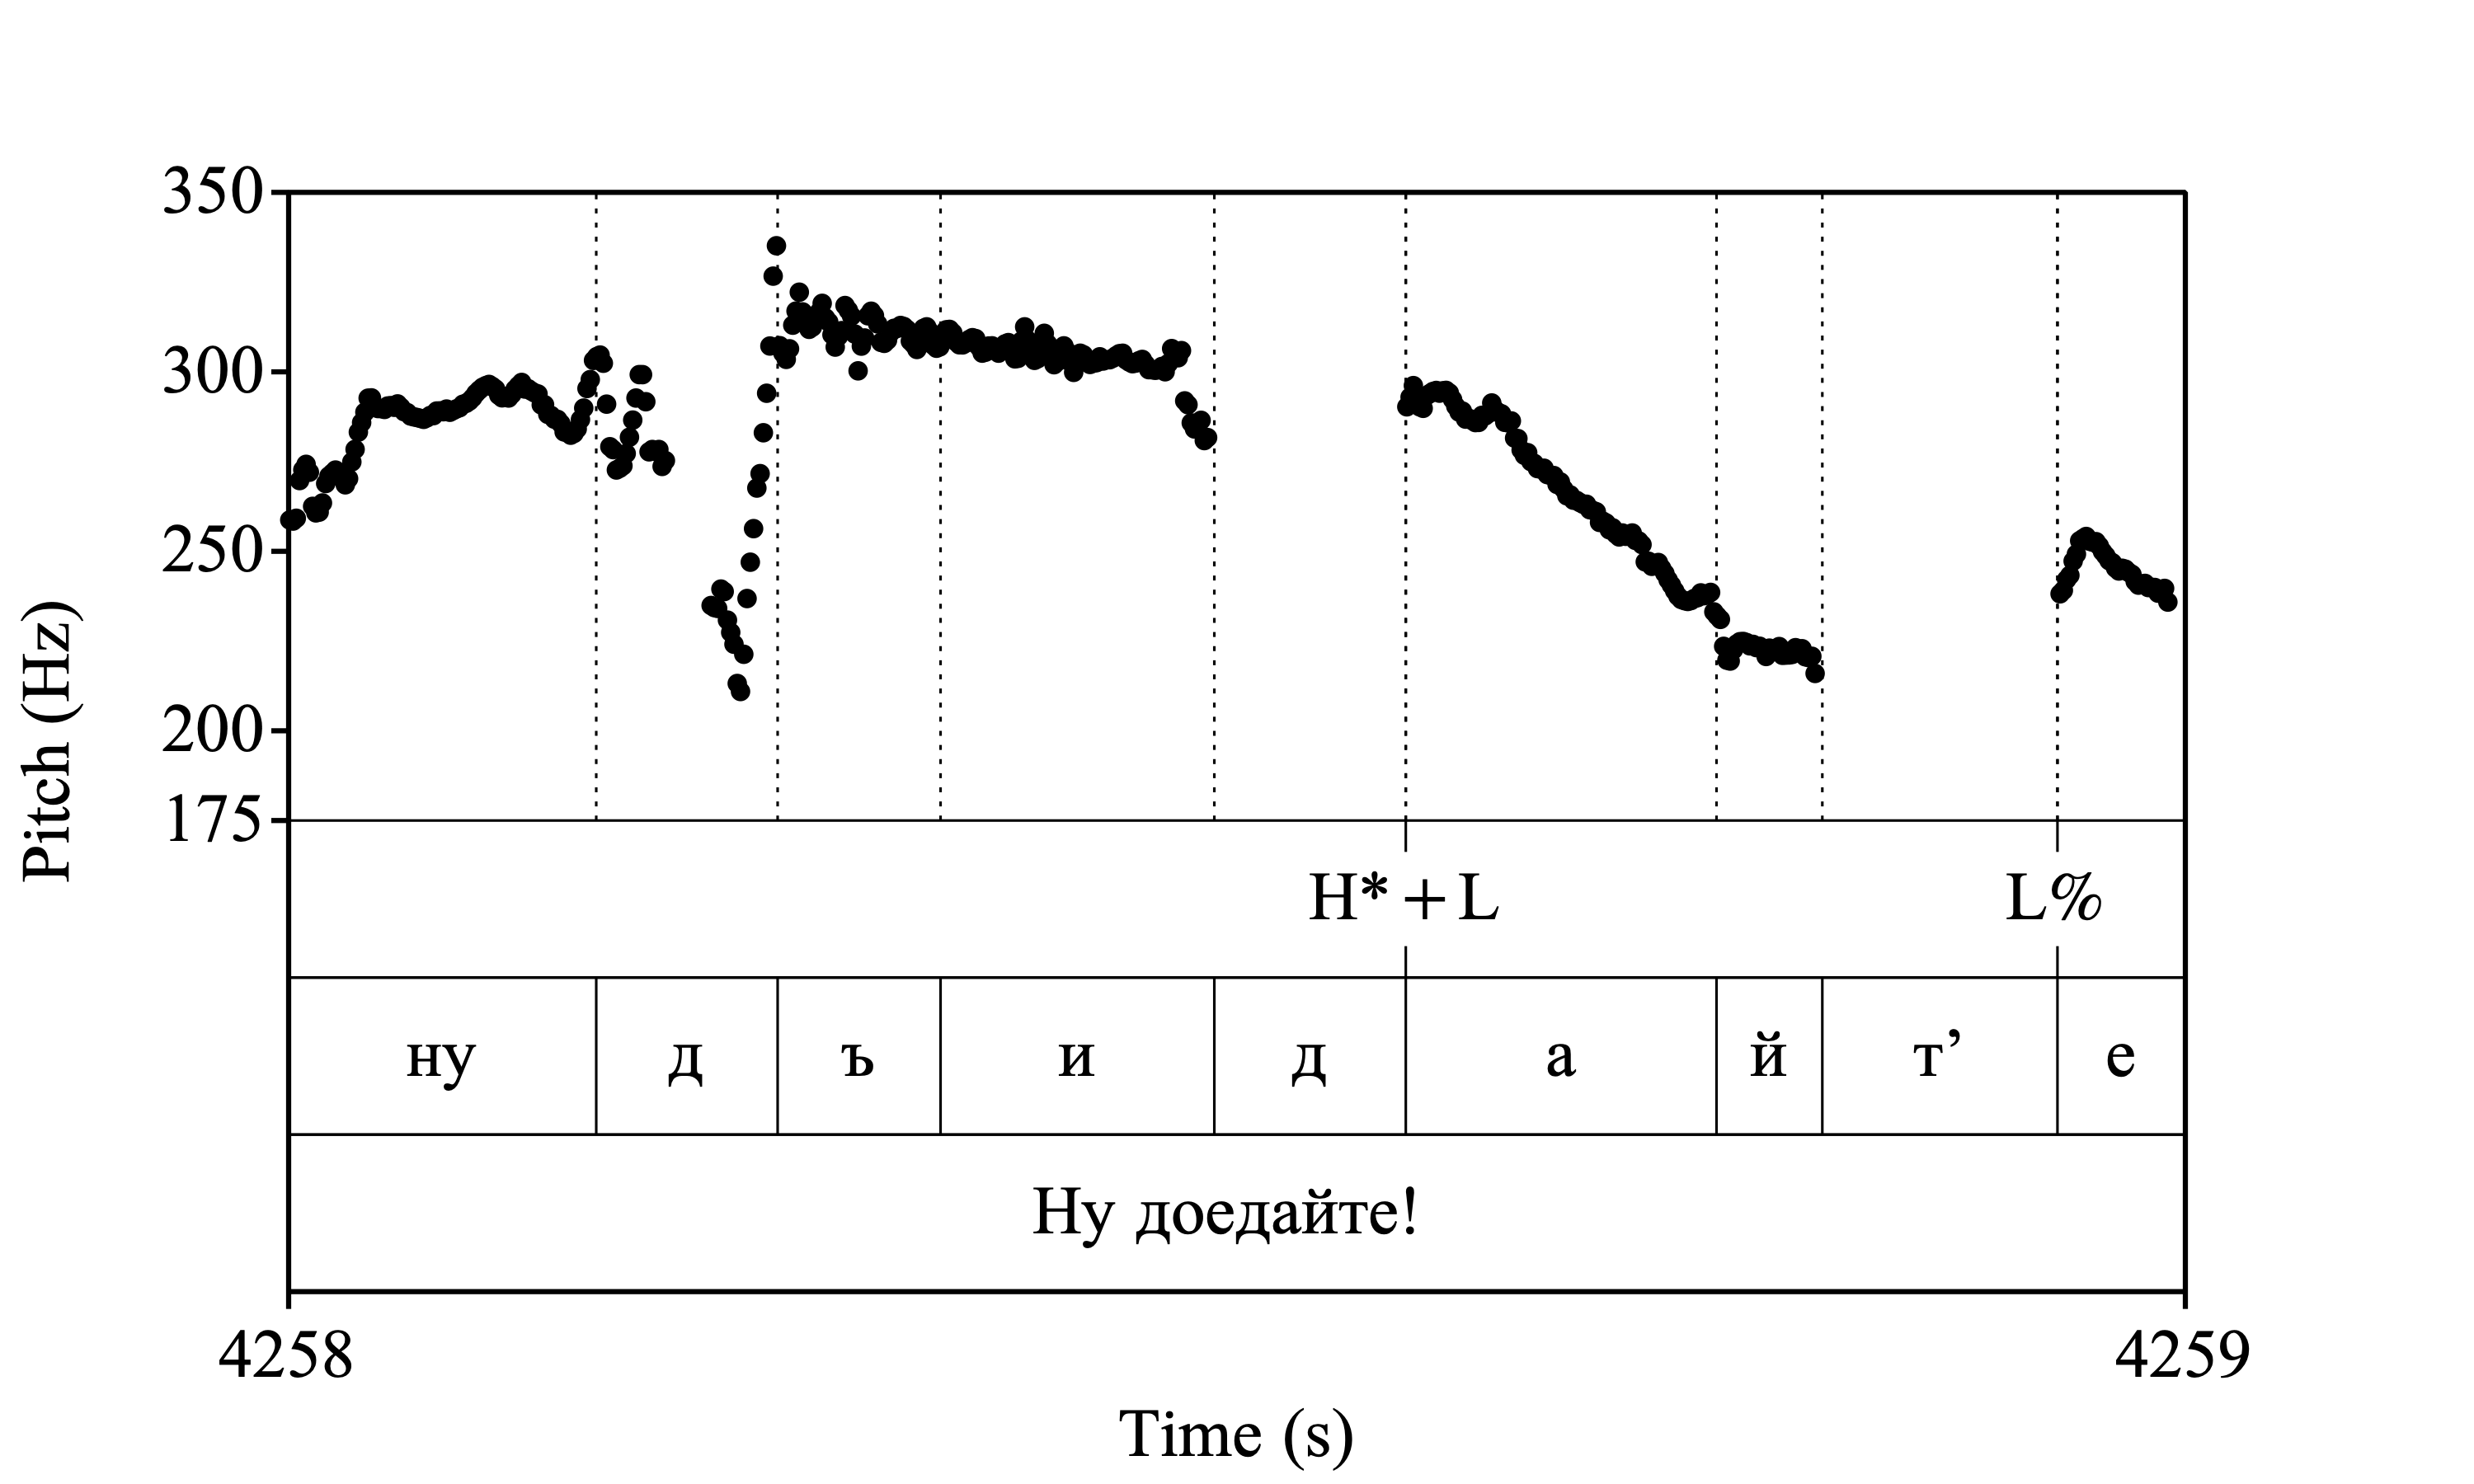 350
300
250
200
175
Pitch (Hz)
H* + L L%
ну д ъ и д а й т’ е
Ну доедайте!
4258 4259
Time (s)